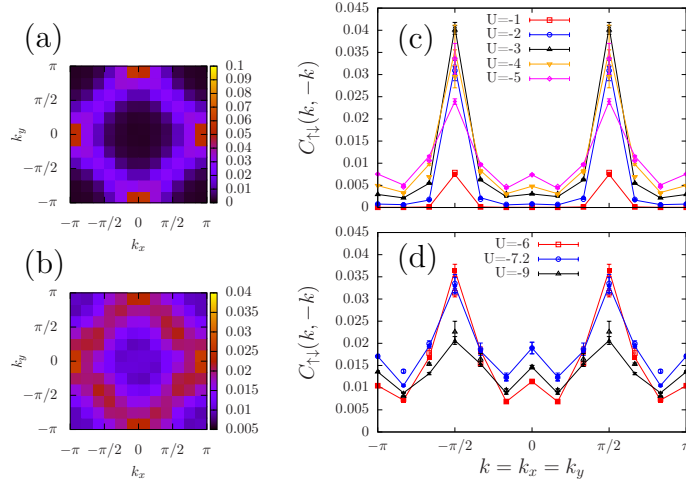 (a)
π
π/2
0
−π/2
−π
k_y
−π −π/2 0 π/2 π
k_x
0.1
0.09
0.08
0.07
0.06
0.05
0.04
0.03
0.02
0.01
0
(b)
π
π/2
0
−π/2
−π
k_y
−π −π/2 0 π/2 π
k_x
0.04
0.035
0.03
0.025
0.02
0.015
0.01
0.005
(c)
C↑↓(k, −k)
0.045
0.04
0.035
0.03
0.025
0.02
0.015
0.01
0.005
0
U=-1
U=-2
U=-3
U=-4
U=-5
(d)
C↑↓(k, −k)
0.045
0.04
0.035
0.03
0.025
0.02
0.015
0.01
0.005
0
U=-6
U=-7.2
U=-9
−π −π/2 0 π/2 π
k = k_x = k_y